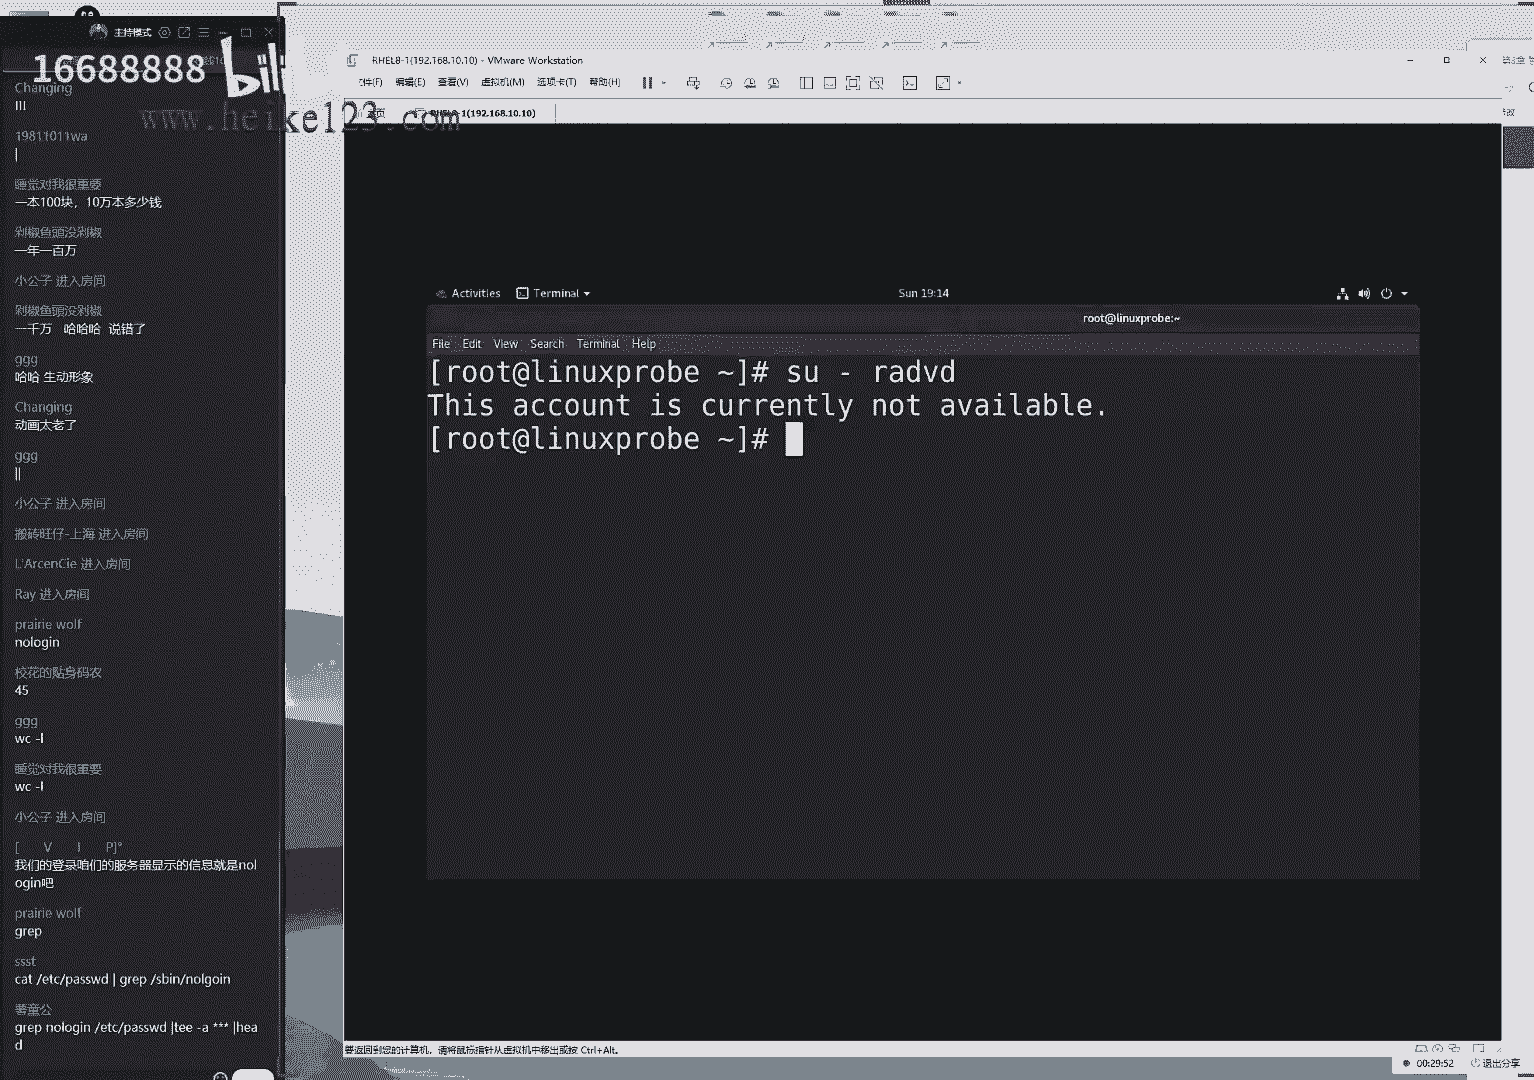 主持模式
16688888 bili
www.heike123.com
Changing
III
19811011wa
|
睡觉对我很重要
一本100块，10万本多少钱
剁椒鱼頭没剁椒
一年一百万
小公子 进入房间
剁椒鱼頭没剁椒
一千万 哈哈哈 说错了
ggg
哈哈 生动形象
Changing
动画太老了
ggg
||
小公子 进入房间
搬砖旺仔-上海 进入房间
L'ArcenCie 进入房间
Ray 进入房间
prairie wolf
nologin
校花的贴身码农
45
ggg
wc -l
睡觉对我很重要
wc -l
小公子 进入房间
[ V I P]°
我们的登录咱们的服务器显示的信息就是nol
ogin吧
prairie wolf
grep
ssst
cat /etc/passwd | grep /sbin/nolgoin
薯童公
grep nologin /etc/passwd |tee -a *** |hea
d
RHEL8-1(192.168.10.10) - VMware Workstation
编辑(E) 查看(V) 虚拟机(M) 选项卡(T) 帮助(H)
RHEL8-1(192.168.10.10)
Activities Terminal Sun 19:14
root@linuxprobe:~
File Edit View Search Terminal Help
[root@linuxprobe ~]# su - radvd
This account is currently not available.
[root@linuxprobe ~]#
要返回到您的计算机，请将鼠标指针从虚拟机中移出或按 Ctrl+Alt。
00:29:52 退出分享